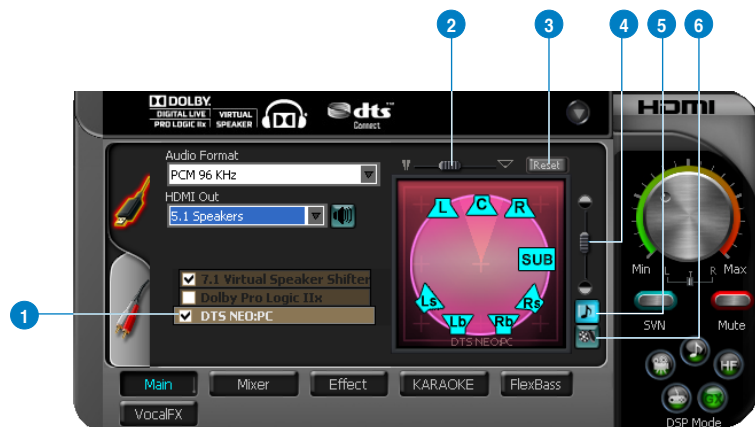 2 3 4 5 6
DOLBY
DIGITAL LIVE
PRO LOGIC IIx
VIRTUAL
SPEAKER
dts
Connect
HDMI
Audio Format
PCM 96 KHz
HDMI Out
5.1 Speakers
Reset
L C R
SUB
Ls Rs
Lb Rb
DTS NEO:PC
7.1 Virtual Speaker Shifter
Dolby Pro Logic IIx
1 DTS NEO:PC
Min L R Max
SVN Mute
HF
GX
DSP Mode
Main Mixer Effect KARAOKE FlexBass
VocalFX